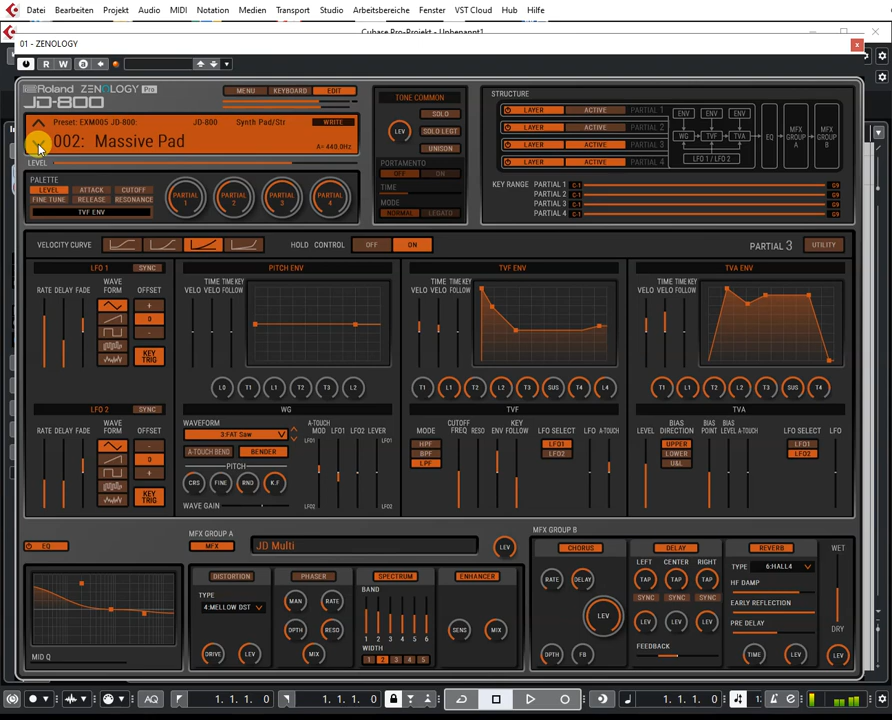 Datei Bearbeiten Projekt Audio MIDI Notation Medien Transport Studio Arbeitsbereiche Fenster VST Cloud Hub Hilfe
Cubase Pro-Projekt - Unbenannt1
01 - ZENOLOGY
R W
Roland ZENOLOGY Pro
JD-800
MENU KEYBOARD EDIT
Preset: EXM005 JD-800: JD-800 Synth Pad/Str WRITE
002: Massive Pad
A= 440.0Hz
LEVEL
PALETTE
LEVEL ATTACK CUTOFF
FINE TUNE RELEASE RESONANCE
TVF ENV
PARTIAL 1 PARTIAL 2 PARTIAL 3 PARTIAL 4
TONE COMMON
LEV
SOLO
SOLO LEGT
UNISON
PORTAMENTO
OFF ON
TIME
MODE
NORMAL LEGATO
STRUCTURE
LAYER ACTIVE PARTIAL 1
LAYER ACTIVE PARTIAL 2
LAYER ACTIVE PARTIAL 3
LAYER ACTIVE PARTIAL 4
ENV ENV ENV
WG TVF TVA
LFO 1 / LFO 2
EQ
MFX GROUP A
MFX GROUP B
KEY RANGE PARTIAL 1 C-1 G9
PARTIAL 2 C-1 G9
PARTIAL 3 C-1 G9
PARTIAL 4 C-1 G9
VELOCITY CURVE HOLD CONTROL OFF ON PARTIAL 3 UTILITY
LFO 1 SYNC
RATE DELAY FADE WAVE FORM OFFSET
+
0
-
KEY TRIG
PITCH ENV
VELO TIME VELO TIME KEY FOLLOW
L0 T1 L1 T2 T3 L2
TVF ENV
VELO TIME VELO TIME KEY FOLLOW
T1 L1 T2 L2 T3 SUS T4 L4
TVA ENV
VELO TIME VELO TIME KEY FOLLOW
T1 L1 T2 L2 T3 SUS T4
LFO 2 SYNC
RATE DELAY FADE WAVE FORM OFFSET
-
0
+
KEY TRIG
WG
WAVEFORM
3:FAT Saw
A-TOUCH BEND BENDER
PITCH
CRS FINE RND K.F
WAVE GAIN
A-TOUCH MOD LFO1 LFO2 LEVER
LFO1
LFO2
TVF
MODE CUTOFF FREQ RESO ENV KEY FOLLOW LFO SELECT LFO A-TOUCH
HPF
BPF
LPF
LFO1
LFO2
TVA
LEVEL BIAS DIRECTION BIAS POINT BIAS LEVEL A-TOUCH LFO SELECT LFO
UPPER
LOWER
U&L
LFO1
LFO2
EQ
MID Q
MFX GROUP A
MFX JD Multi LEV
DISTORTION
TYPE
4:MELLOW DST
DRIVE LEV
PHASER
MAN RATE
DPTH RESO
MIX
SPECTRUM
BAND
1 2 3 4 5 6
WIDTH
1 2 3 4 5
ENHANCER
SENS MIX
MFX GROUP B
CHORUS
RATE DELAY
LEV
DPTH FB
DELAY
LEFT CENTER RIGHT
TAP TAP TAP
SYNC SYNC SYNC
LEV LEV LEV
FEEDBACK
REVERB
TYPE 6:HALL4
HF DAMP
EARLY REFLECTION
PRE DELAY
TIME LEV
WET
DRY
LEV
AQ
1. 1. 1. 0
1. 1. 1. 0
1. 1. 1. 0